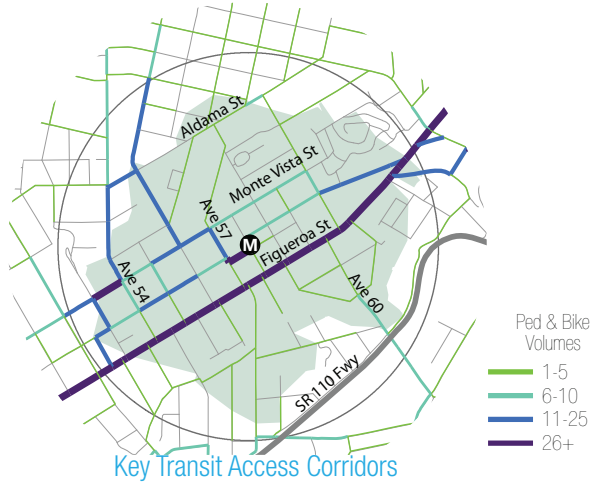 Aldama St
Monte Vista St
Ave 57
M
Figueroa St
Ave 54
Ave 60
SR 110 Fwy
Ped & Bike
Volumes
1-5
6-10
11-25
26+
Key Transit Access Corridors